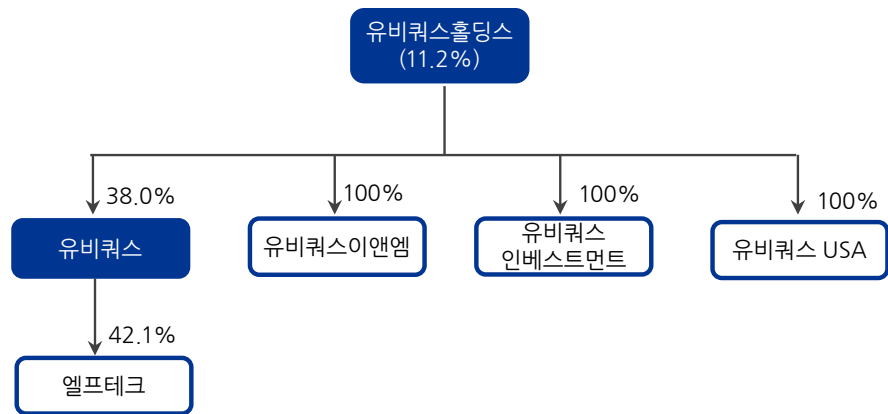 유비쿼스홀딩스
(11.2%)
38.0%
100%
100%
100%
유비쿼스
유비쿼스이앤엠
유비쿼스
인베스트먼트
유비쿼스 USA
42.1%
엘프테크